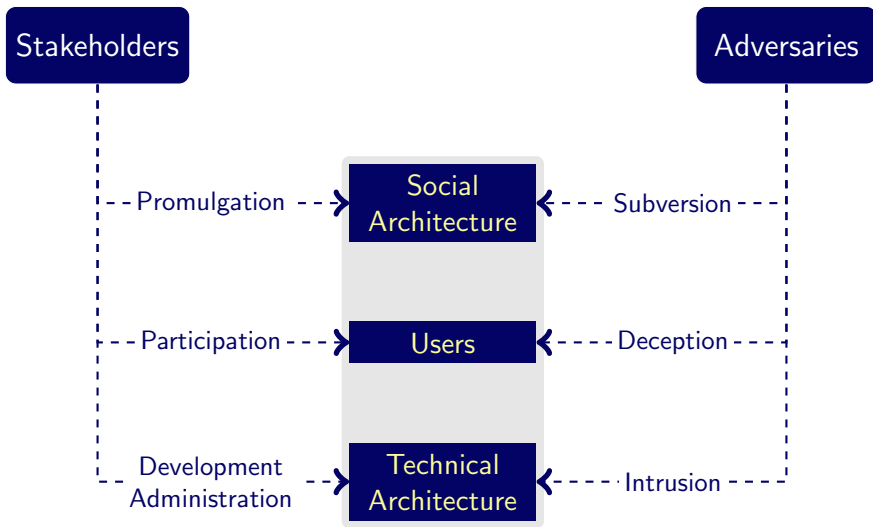 Stakeholders
Adversaries
Promulgation
Social
Architecture
Subversion
Participation
Users
Deception
Development
Administration
Technical
Architecture
Intrusion